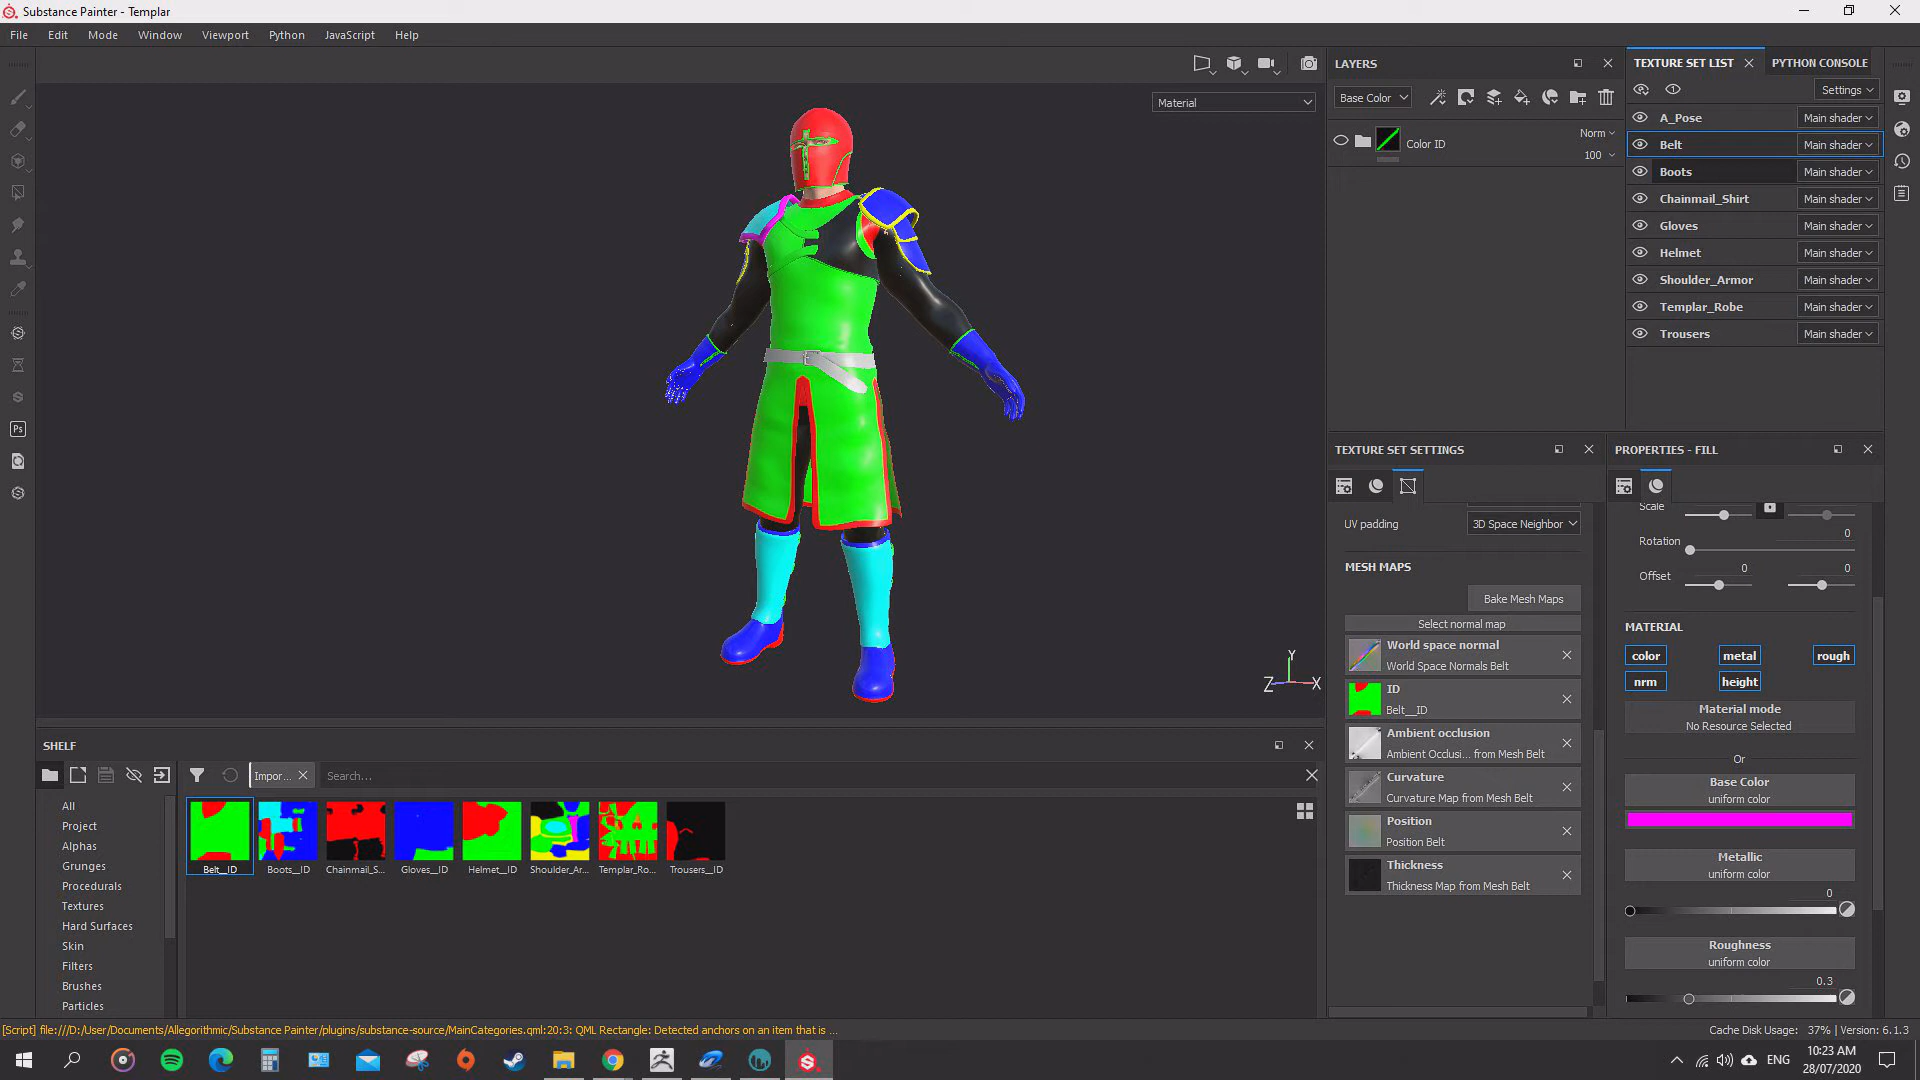 Substance Painter - Templar
File Edit Mode Window Viewport Python JavaScript Help
Material
LAYERS
Base Color
Color ID
Norm
100
TEXTURE SET LIST
PYTHON CONSOLE
Settings
A_Pose Main shader
Belt Main shader
Boots Main shader
Chainmail_Shirt Main shader
Gloves Main shader
Helmet Main shader
Shoulder_Armor Main shader
Templar_Robe Main shader
Trousers Main shader
TEXTURE SET SETTINGS
UV padding 3D Space Neighbor
MESH MAPS
Bake Mesh Maps
Select normal map
World space normal
World Space Normals Belt
ID
Belt__ID
Ambient occlusion
Ambient Occlusi... from Mesh Belt
Curvature
Curvature Map from Mesh Belt
Position
Position Belt
Thickness
Thickness Map from Mesh Belt
PROPERTIES - FILL
Scale
0
Rotation
0 0
Offset
MATERIAL
color metal rough
nrm height
Material mode
No Resource Selected
Or
Base Color
uniform color
Metallic
uniform color
0
Roughness
uniform color
0.3
Y
Z X
SHELF
Impor...
Search...
All
Project
Alphas
Grunges
Procedurals
Textures
Hard Surfaces
Skin
Filters
Brushes
Particles
Belt__ID Boots__ID Chainmail_S... Gloves__ID Helmet__ID Shoulder_Ar... Templar_Ro... Trousers__ID
Ps
[Script] file:///D:/User/Documents/Allegorithmic/Substance Painter/plugins/substance-source/MainCategories.qml:20:3: QML Rectangle: Detected anchors on an item that is ...
Cache Disk Usage: 37% | Version: 6.1.3
ENG
10:23 AM
28/07/2020